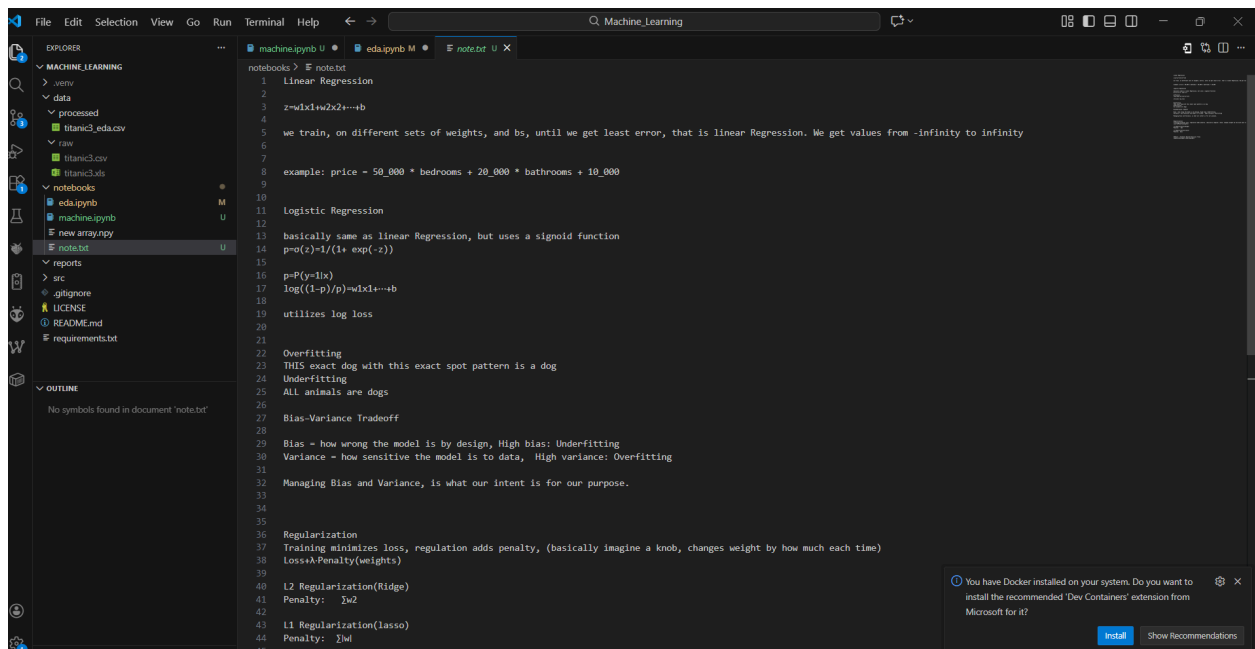 File Edit Selection View Go Run Terminal Help
Machine_Learning
EXPLORER
MACHINE_LEARNING
.venv
data
processed
titanic3_eda.csv
raw
titanic3.csv
titanic3.xls
notebooks
eda.ipynb M
machine.ipynb U
new array.npy
note.txt U
reports
src
.gitignore
LICENSE
README.md
requirements.txt
OUTLINE
No symbols found in document 'note.txt'
machine.ipynb U eda.ipynb M note.txt U
notebooks > note.txt
1 Linear Regression
2
3 z=w1x1+w2x2+⋯+b
4
5 we train, on different sets of weights, and bs, until we get least error, that is linear Regression. We get values from -infinity to infinity
6
7
8 example: price = 50_000 * bedrooms + 20_000 * bathrooms + 10_000
9
10
11 Logistic Regression
12
13 basically same as linear Regression, but uses a signoid function
14 p=σ(z)=1/(1+ exp(-z))
15
16 p=P(y=1∣x)
17 log((1-p)/p)=w1x1+⋯+b
18
19 utilizes log loss
20
21
22 Overfitting
23 THIS exact dog with this exact spot pattern is a dog
24 Underfitting
25 ALL animals are dogs
26
27 Bias–Variance Tradeoff
28
29 Bias = how wrong the model is by design, High bias: Underfitting
30 Variance = how sensitive the model is to data, High variance: Overfitting
31
32 Managing Bias and Variance, is what our intent is for our purpose.
33
34
35
36 Regularization
37 Training minimizes loss, regulation adds penalty, (basically imagine a knob, changes weight by how much each time)
38 Loss+λ⋅Penalty(weights)
39
40 L2 Regularization(Ridge)
41 Penalty: ∑w2
42
43 L1 Regularization(lasso)
44 Penalty: ∑∣w∣
You have Docker installed on your system. Do you want to
install the recommended 'Dev Containers' extension from
Microsoft for it?
Install Show Recommendations